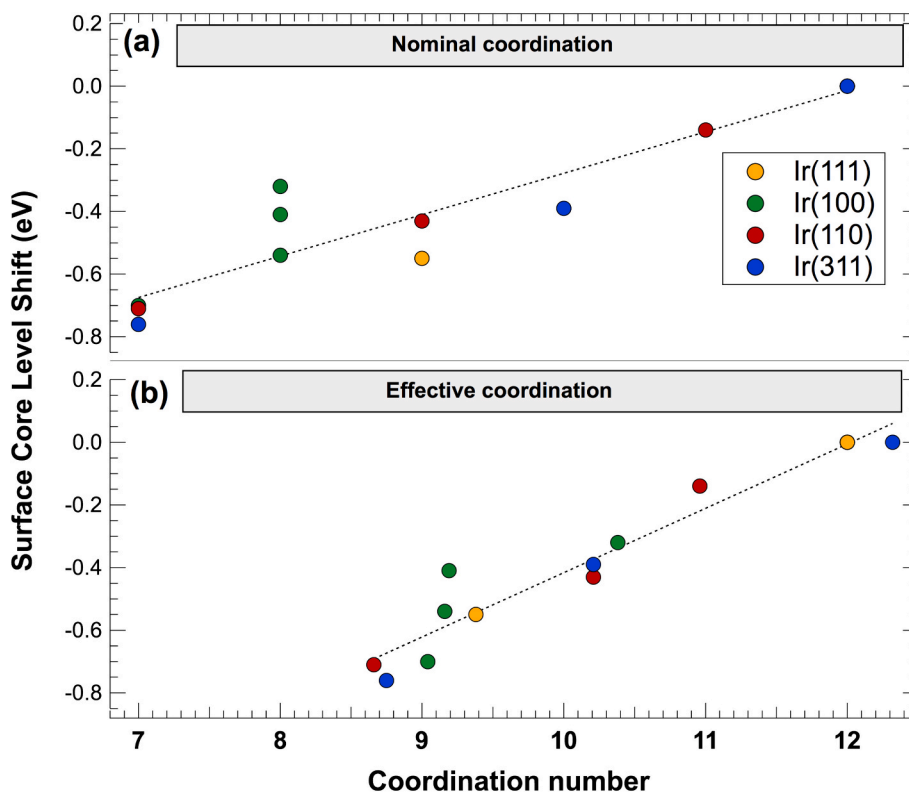 (a)
Nominal coordination
0.2
0.0
-0.2
-0.4
-0.6
-0.8
Ir(111)
Ir(100)
Ir(110)
Ir(311)
Surface Core Level Shift (eV)
(b)
Effective coordination
0.2
0.0
-0.2
-0.4
-0.6
-0.8
7 8 9 10 11 12
Coordination number